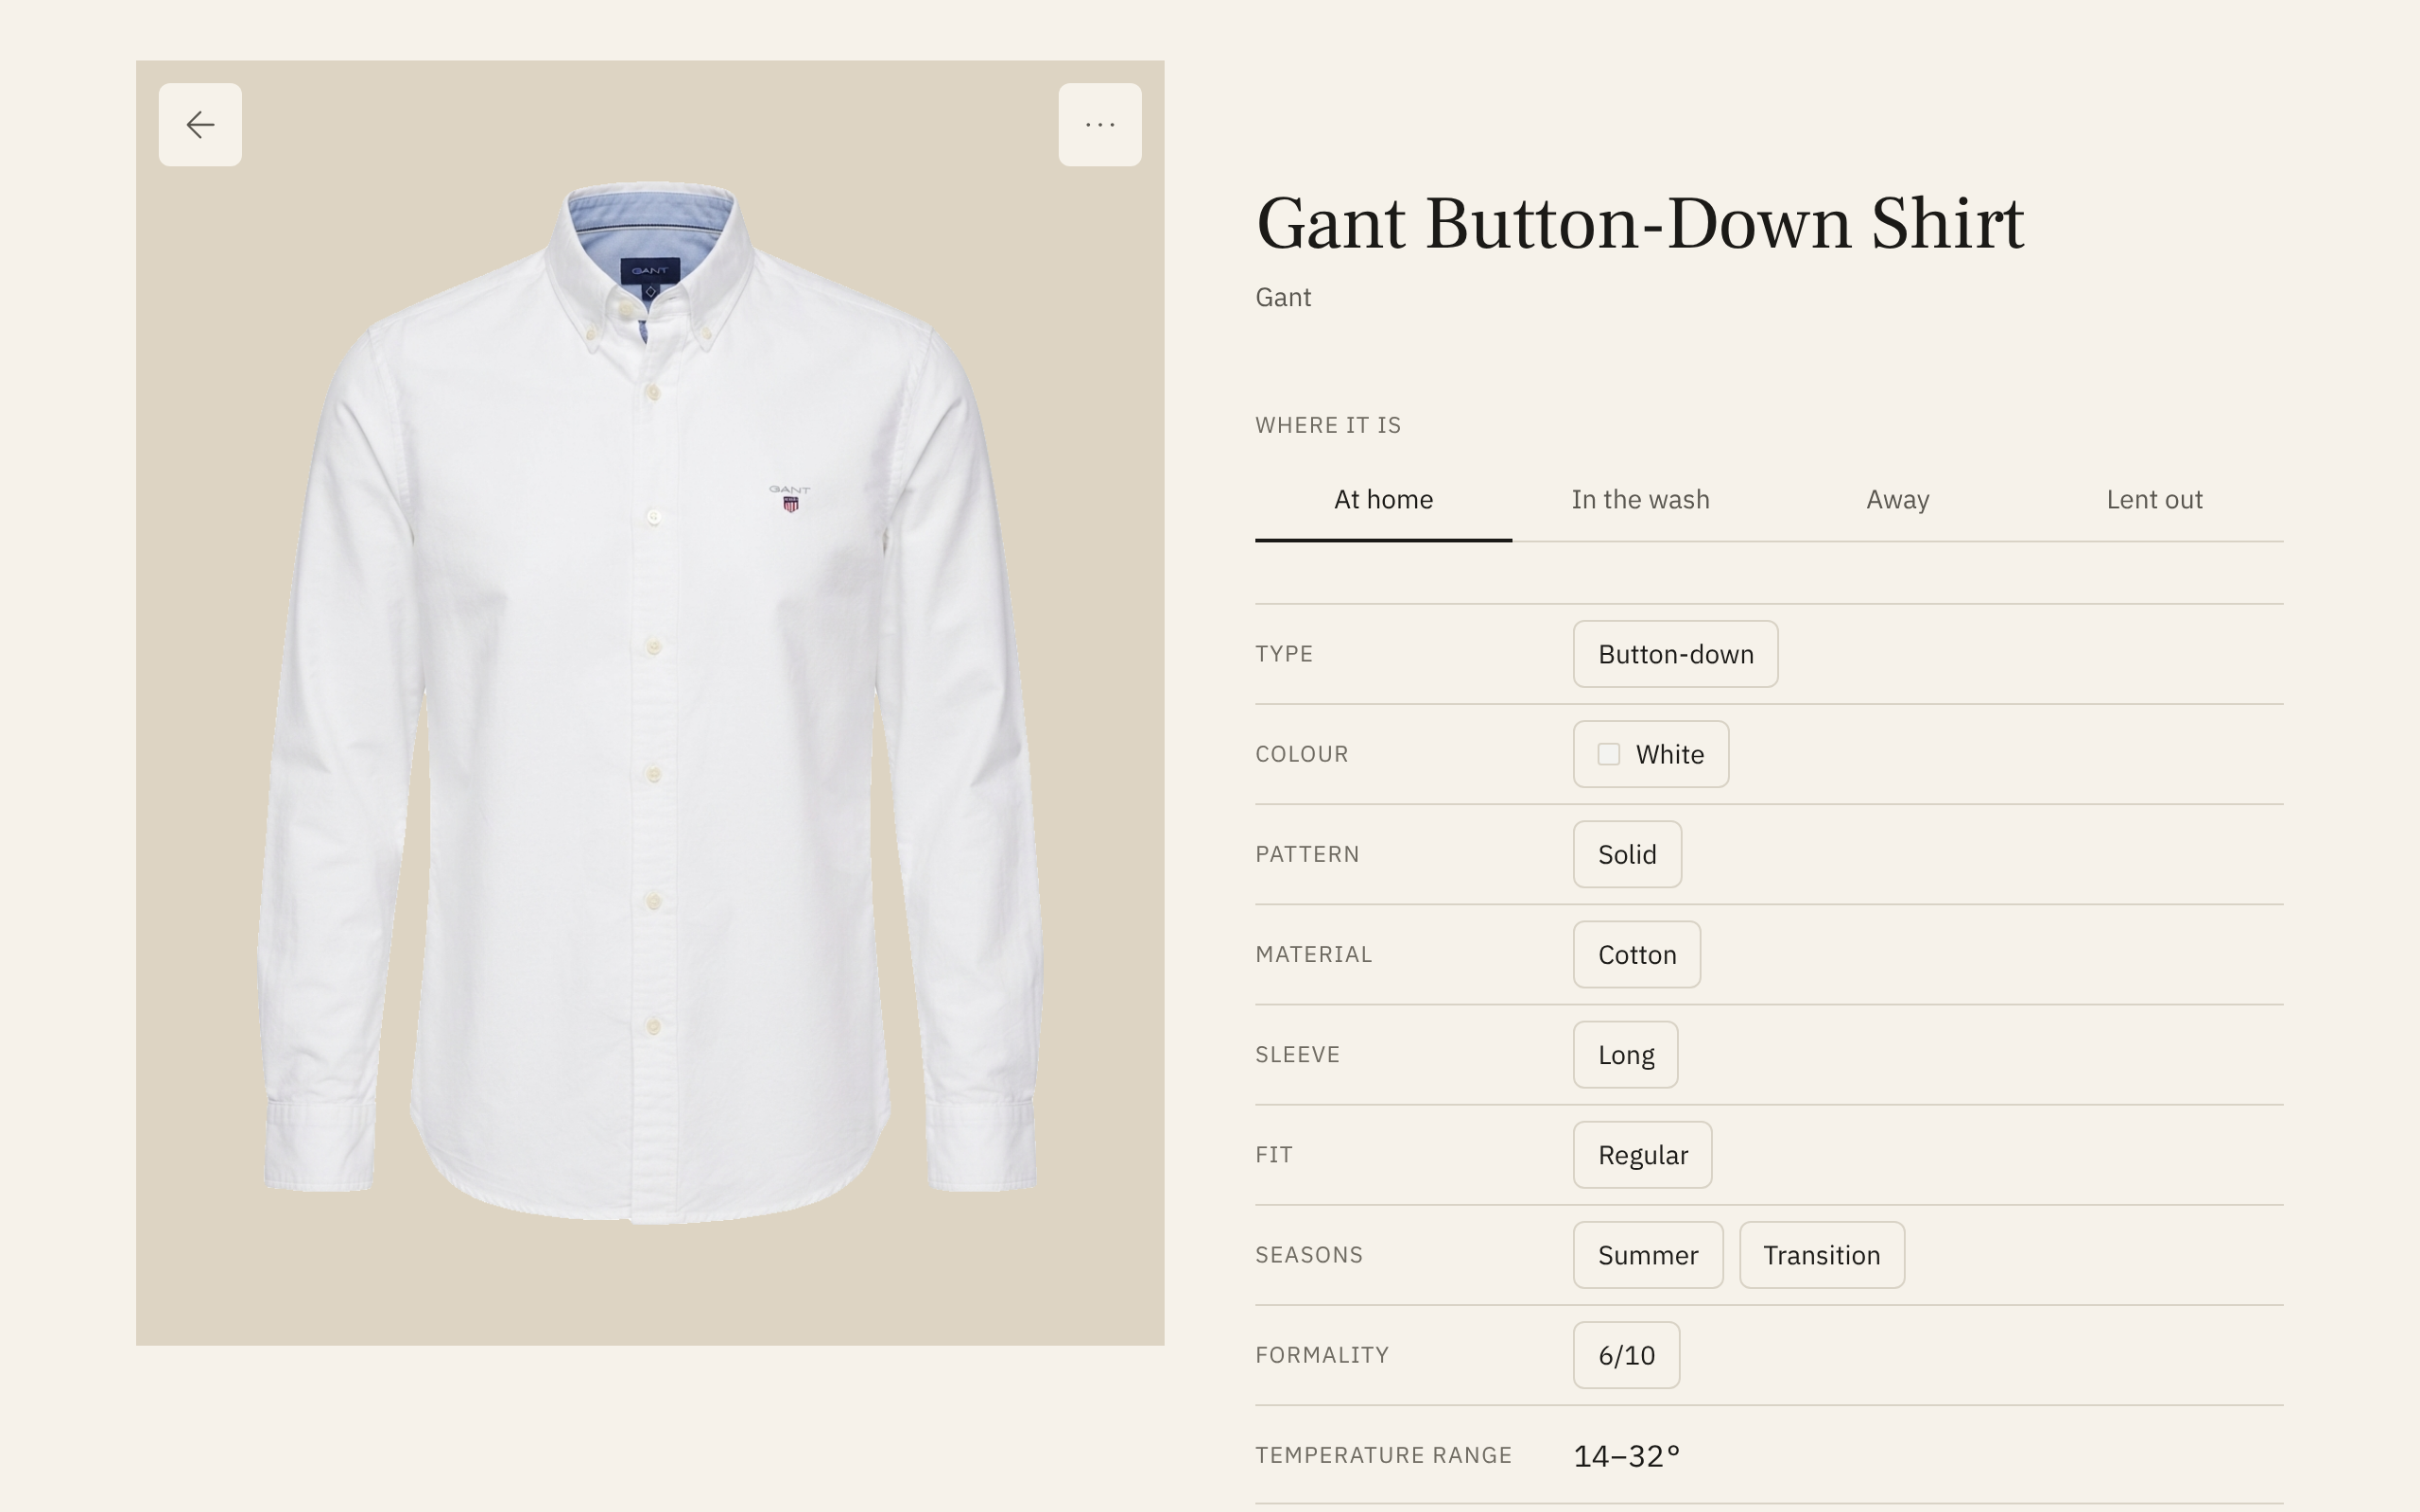 GANT
GANT
Gant Button-Down Shirt
Gant
WHERE IT IS
At home In the wash Away Lent out
TYPE Button-down
COLOUR White
PATTERN Solid
MATERIAL Cotton
SLEEVE Long
FIT Regular
SEASONS Summer Transition
FORMALITY 6/10
TEMPERATURE RANGE 14–32°